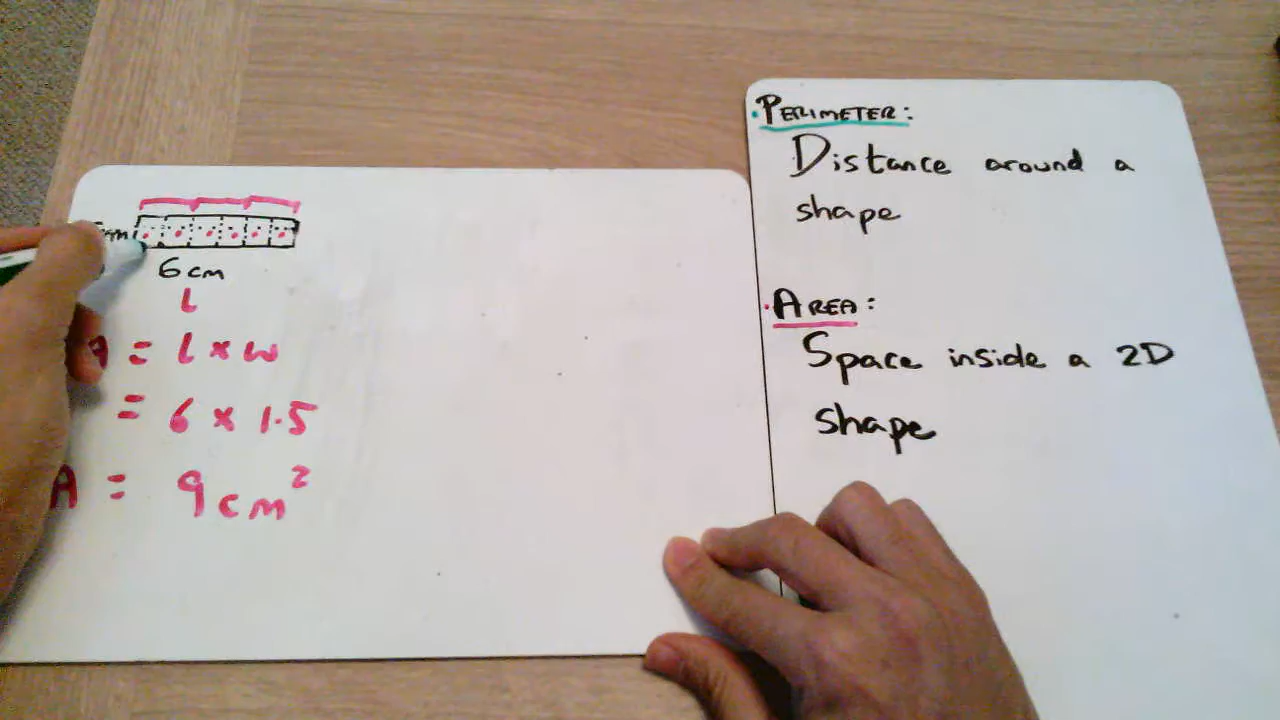 6cm
L
A = L x w
= 6 x 1.5
A = 9cm²
• PERIMETER:
Distance around a
shape
• AREA:
Space inside a 2D
shape